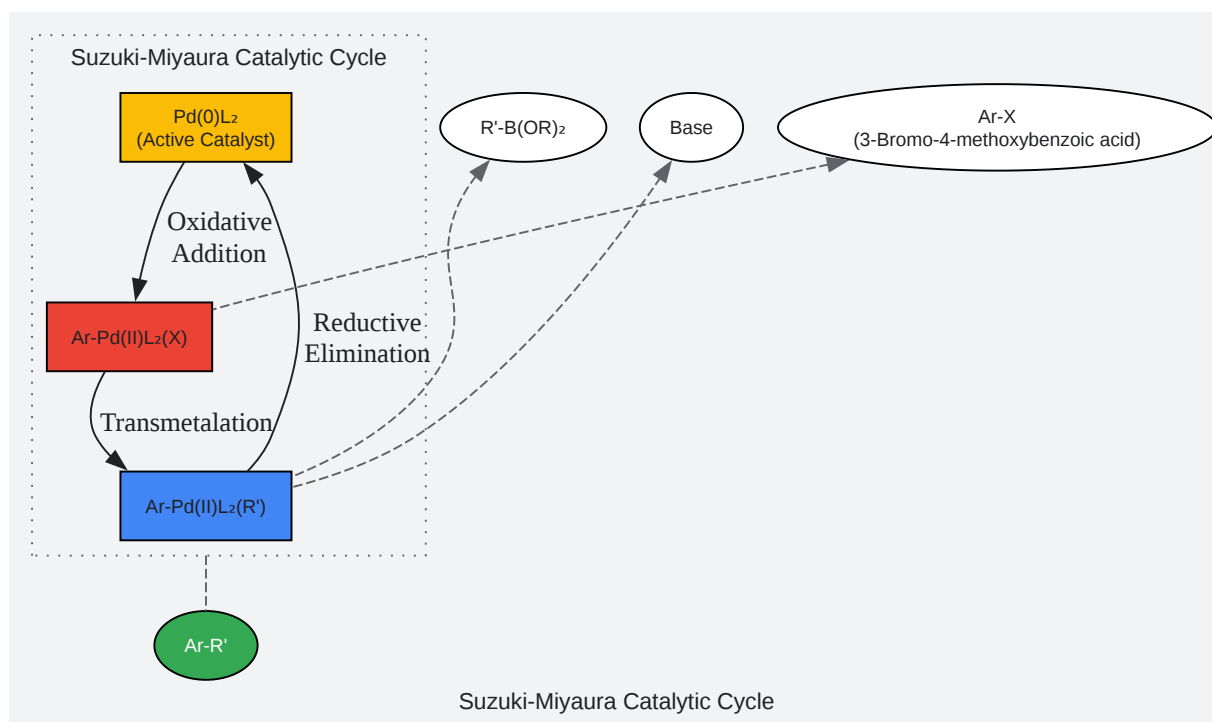 Suzuki-Miyaura Catalytic Cycle
Pd(0)L₂
(Active Catalyst)
R'-B(OR)₂
Base
Ar-X
(3-Bromo-4-methoxybenzoic acid)
Oxidative
Addition
Ar-Pd(II)L₂(X)
Reductive
Elimination
Transmetalation
Ar-Pd(II)L₂(R')
Ar-R'
Suzuki-Miyaura Catalytic Cycle